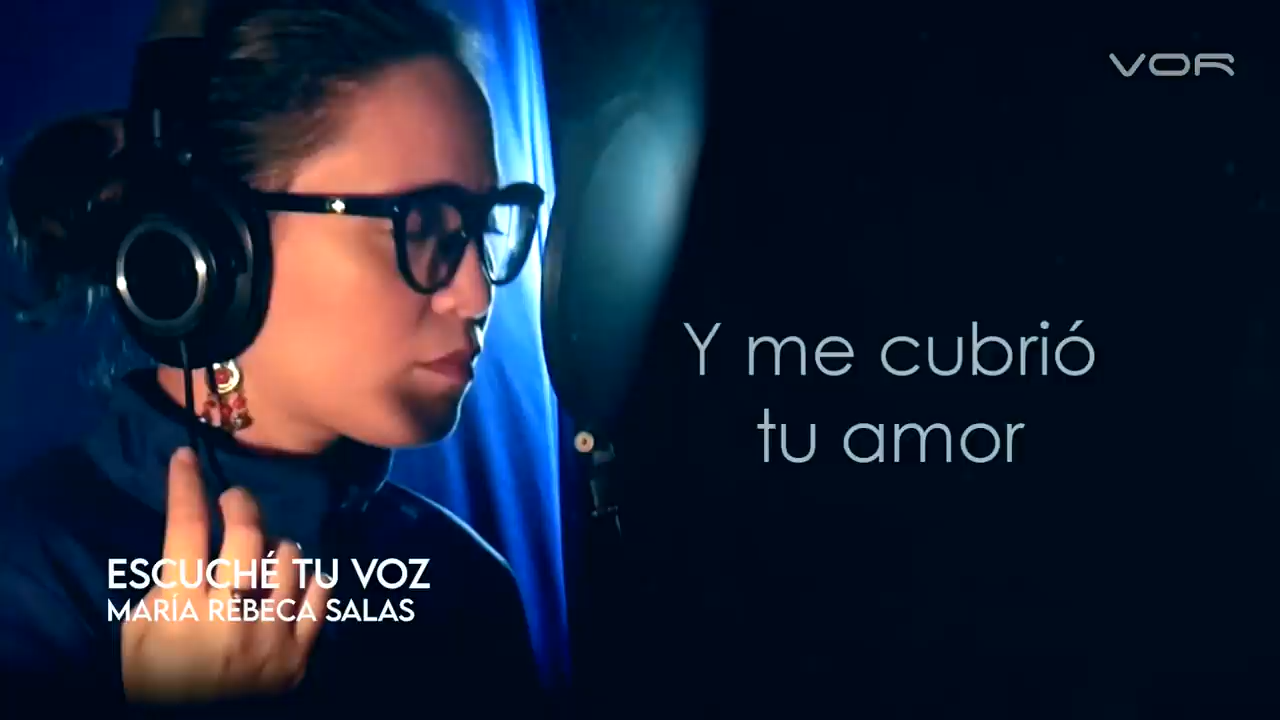 VOR
Y me cubrió
tu amor
ESCUCHÉ TU VOZ
MARÍA REBECA SALAS